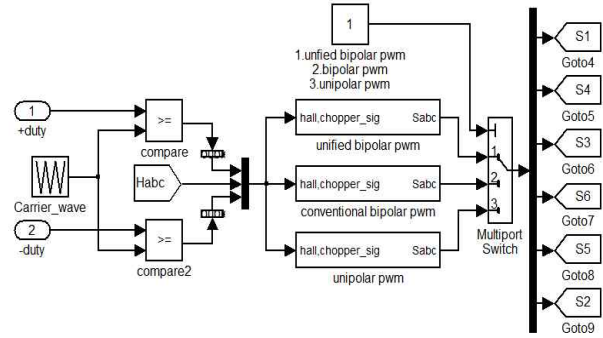 1
1.unfied bipolar pwm
2.bipolar pwm
3.unipolar pwm
1
+duty
>=
compare
Carrier_wave
Habc
2
-duty
>=
compare2
hall,chopper_sig Sabc
unified bipolar pwm
hall,chopper_sig Sabc
conventional bipolar pwm
hall,chopper_sig Sabc
unipolar pwm
1
2
3
Multiport
Switch
S1
Goto4
S4
Goto5
S3
Goto6
S6
Goto7
S5
Goto8
S2
Goto9